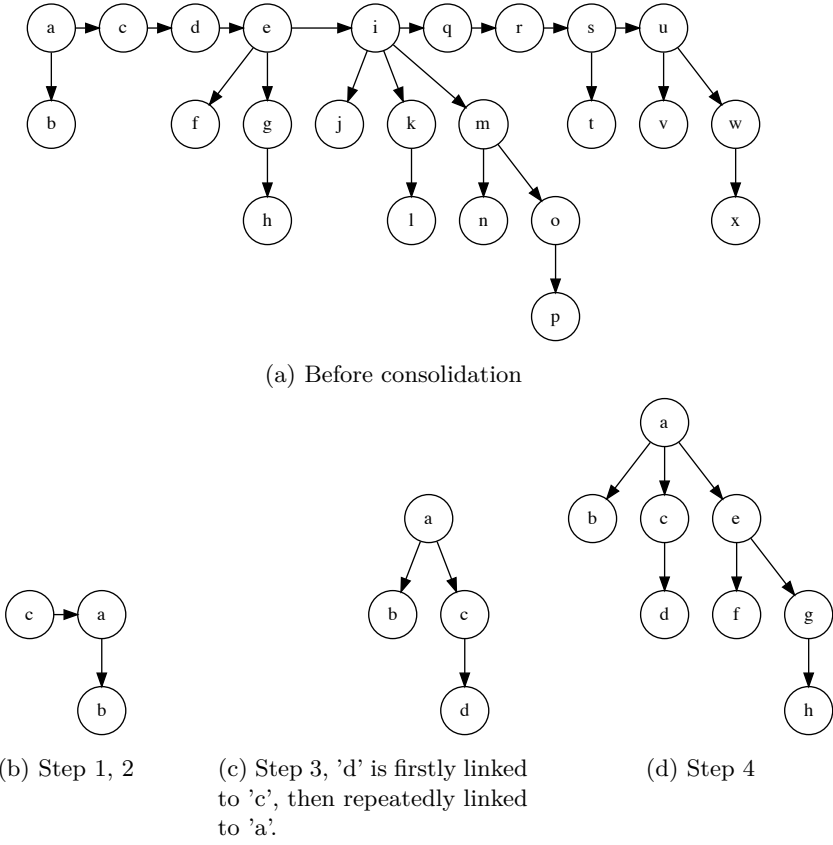 a c d e i q r s u
b f g j k m t v w
h l n o x
p
(a) Before consolidation
a
a b c e
c a b c d f g
b d h
(b) Step 1, 2
(c) Step 3, 'd' is firstly linked
to 'c', then repeatedly linked
to 'a'.
(d) Step 4